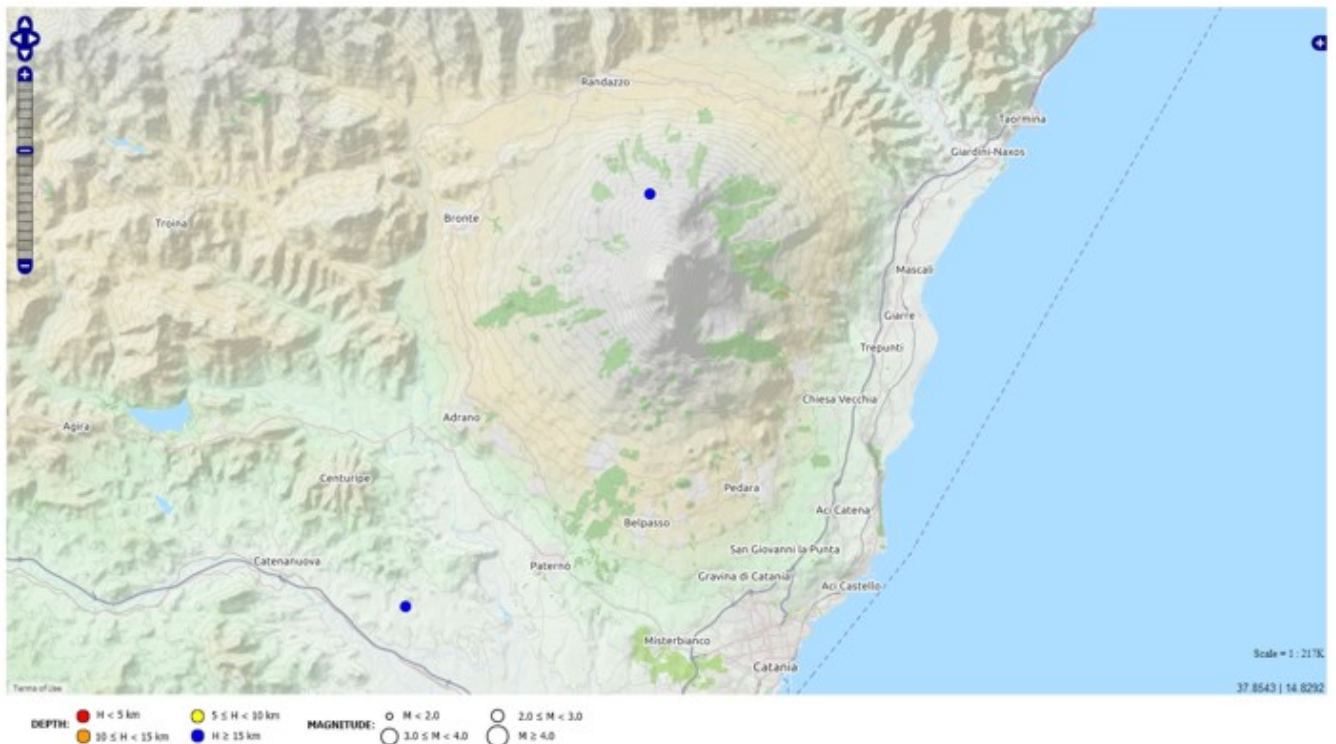 Randazzo
Taormina
Giardini-Naxos
Bronte
Troina
Mascali
Giarre
Trepunti
Chiesa Vecchia
Adrano
Agira
Centuripe
Pedara
Aci Catena
Belpasso
San Giovanni la Punta
Catenanuova
Paternò
Gravina di Catania
Aci Castello
Misterbianco
Scale = 1 : 217K
Catania
Terms of Use
37.8543 | 14.8292
DEPTH: H < 5 km 5 ≤ H < 10 km MAGNITUDE: M < 2.0 2.0 ≤ M < 3.0
10 ≤ H < 15 km H ≥ 15 km 3.0 ≤ M < 4.0 M ≥ 4.0